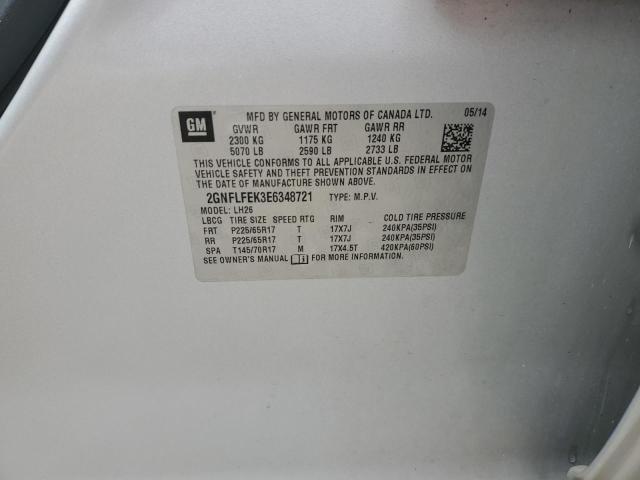 GM
MFD BY GENERAL MOTORS OF CANADA LTD. 05/14
GVWR GAWR FRT GAWR RR
2300 KG 1175 KG 1240 KG
5070 LB 2590 LB 2733 LB
THIS VEHICLE CONFORMS TO ALL APPLICABLE U.S. FEDERAL MOTOR
VEHICLE SAFETY AND THEFT PREVENTION STANDARDS IN EFFECT ON
THE DATE OF MANUFACTURE SHOWN ABOVE.
2GNFLFEK3E6348721 TYPE: M.P.V.
MODEL: LH26
LBCG TIRE SIZE SPEED RTG RIM COLD TIRE PRESSURE
FRT P225/65R17 T 17X7J 240KPA(35PSI)
RR P225/65R17 T 17X7J 240KPA(35PSI)
SPA T145/70R17 M 17X4.5T 420KPA(60PSI)
SEE OWNER'S MANUAL FOR MORE INFORMATION.